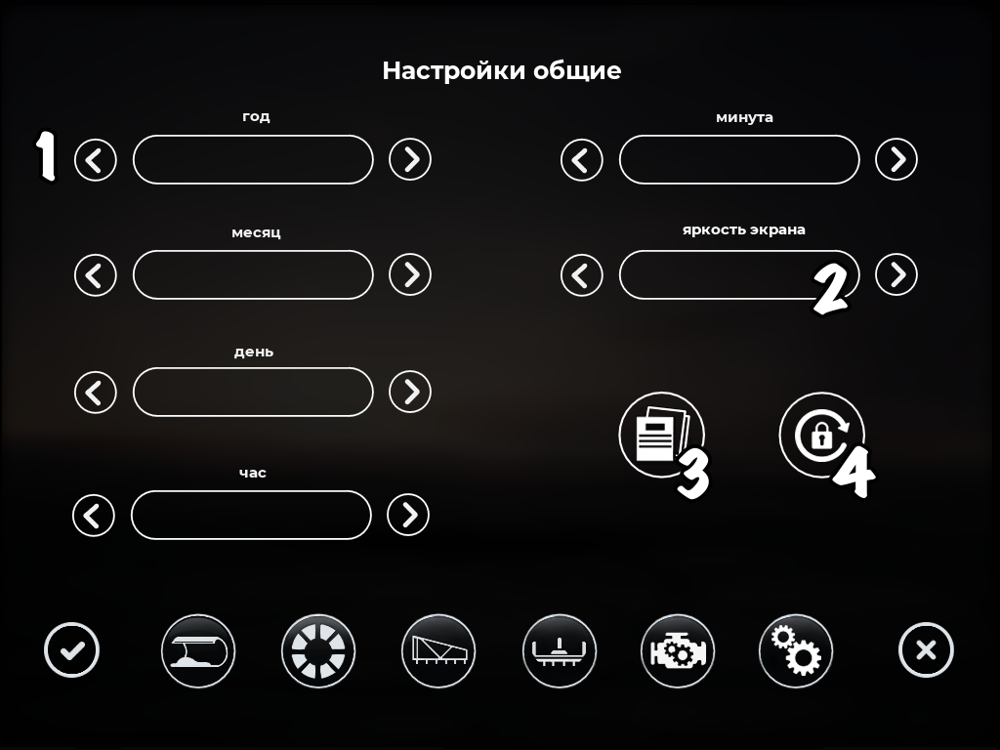 Настройки общие
год
минута
1
месяц
яркость экрана
2
день
3
4
час